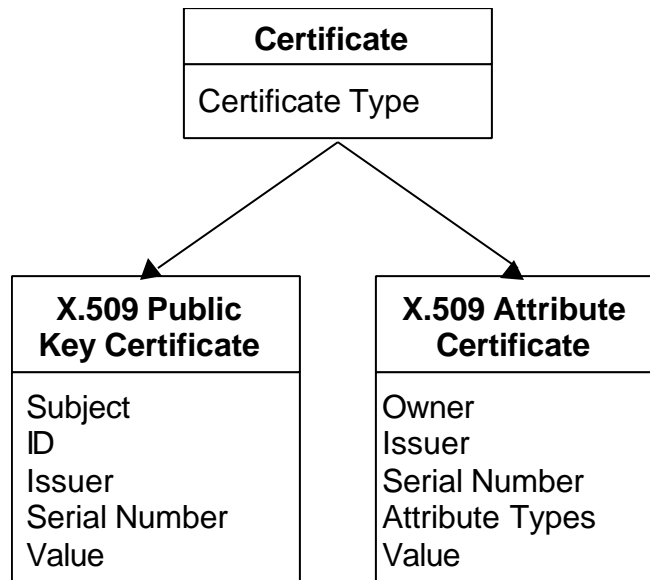 Certificate
Certificate Type
X.509 Public
Key Certificate
Subject
ID
Issuer
Serial Number
Value
X.509 Attribute
Certificate
Owner
Issuer
Serial Number
Attribute Types
Value